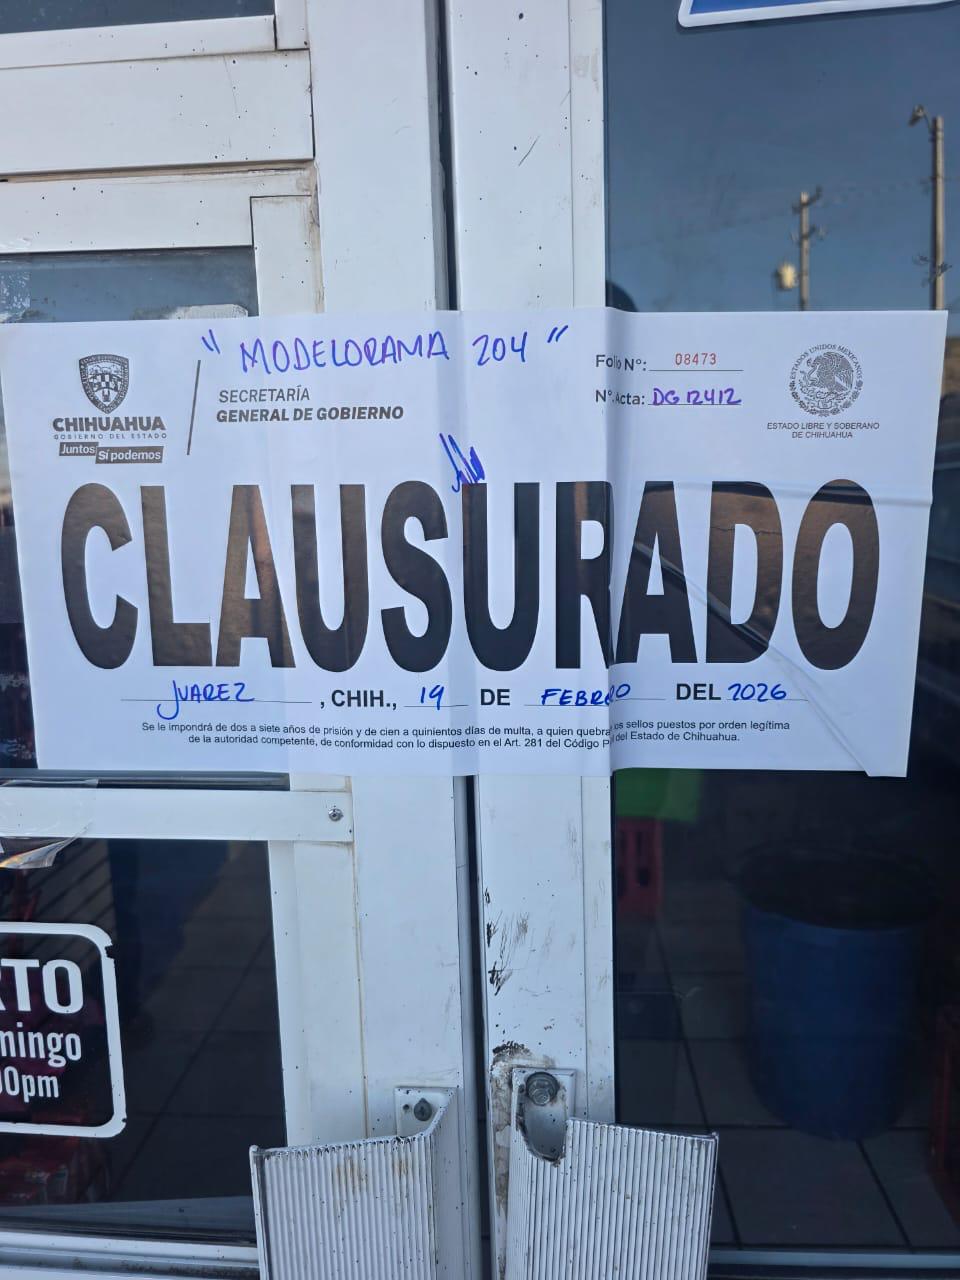 "MODELORAMA 204"
CHIHUAHUA
GOBIERNO DEL ESTADO
Juntos
Sí podemos
SECRETARÍA
GENERAL DE GOBIERNO
Folio N°: 08473
N°. Acta: DG 12412
ESTADOS UNIDOS MEXICANOS
ESTADO LIBRE Y SOBERANO
DE CHIHUAHUA
CLAUSURADO
JUAREZ, CHIH., 19 DE FEBRERO DEL 2026
Se le impondrá de dos a siete años de prisión y de cien a quinientos días de multa, a quien quebra os sellos puestos por orden legítima
de la autoridad competente, de conformidad con lo dispuesto en el Art. 281 del Código P del Estado de Chihuahua.
RTO
mingo
00pm